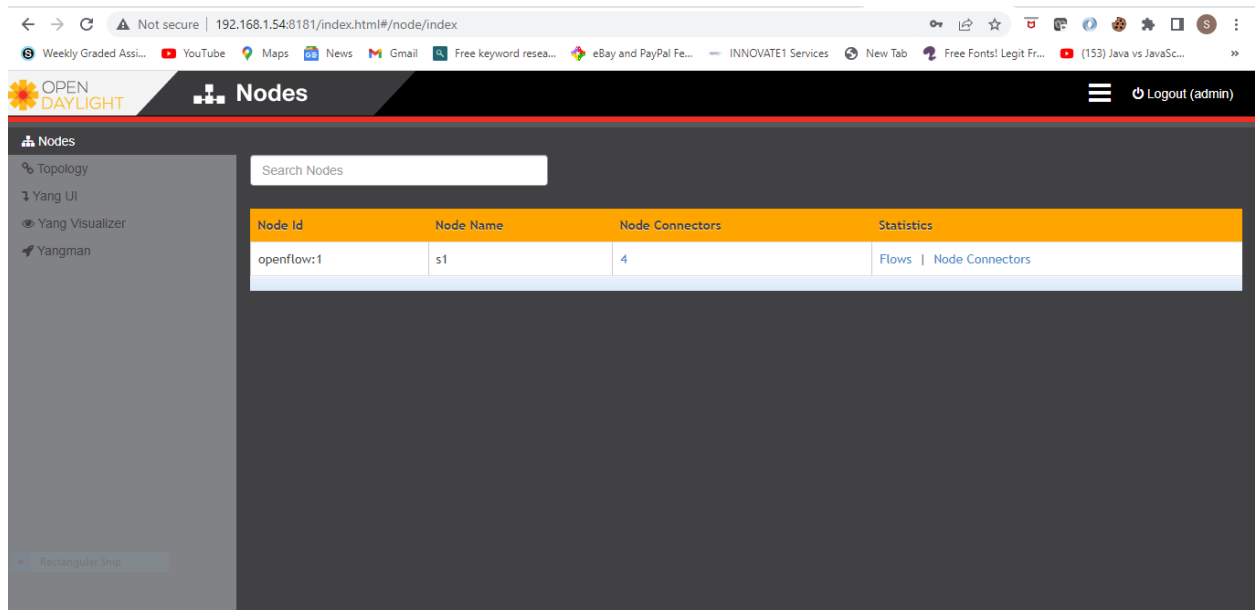 Not secure | 192.168.1.54:8181/index.html#/node/index S
Weekly Graded Assi... YouTube Maps News Gmail Free keyword resea... eBay and PayPal Fe... INNOVATE1 Services New Tab Free Fonts! Legit Fr... (153) Java vs JavaSc... »
OPEN
DAYLIGHT
Nodes
Logout (admin)
Nodes
Topology
Yang UI
Yang Visualizer
Yangman
Search Nodes
Node Id Node Name Node Connectors Statistics
openflow:1 s1 4 Flows | Node Connectors
Rectangular Snip